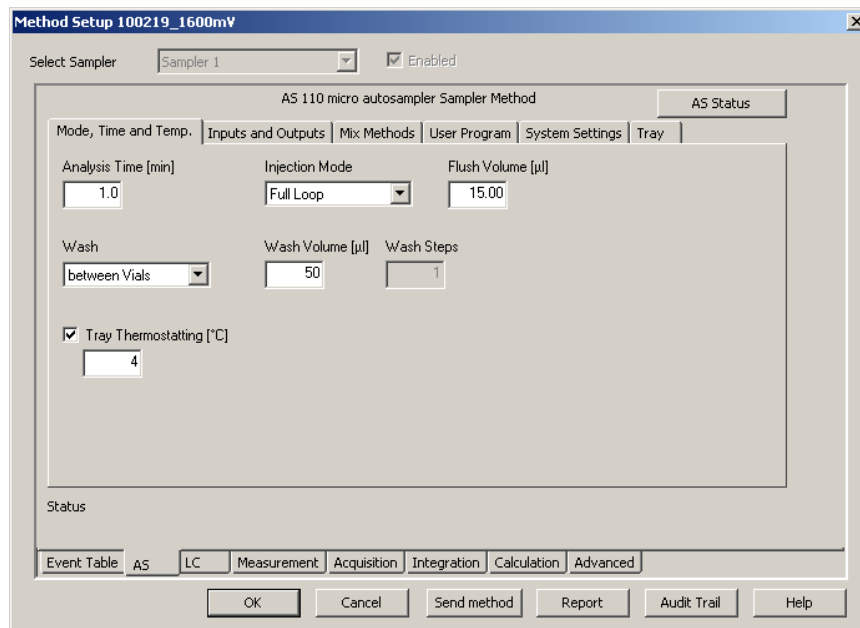 Method Setup 100219_1600mV
Select Sampler Sampler 1 Enabled
AS 110 micro autosampler Sampler Method AS Status
Mode, Time and Temp. Inputs and Outputs Mix Methods User Program System Settings Tray
Analysis Time [min] Injection Mode Flush Volume [µl]
1.0 Full Loop 15.00
Wash Wash Volume [µl] Wash Steps
between Vials 50 1
Tray Thermostatting [°C]
4
Status
Event Table AS LC Measurement Acquisition Integration Calculation Advanced
OK Cancel Send method Report Audit Trail Help